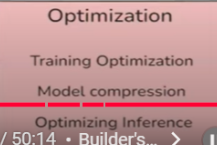 Optimization
Training Optimization
Model compression
Optimizing Inference
/ 50:14 • Builder's... >